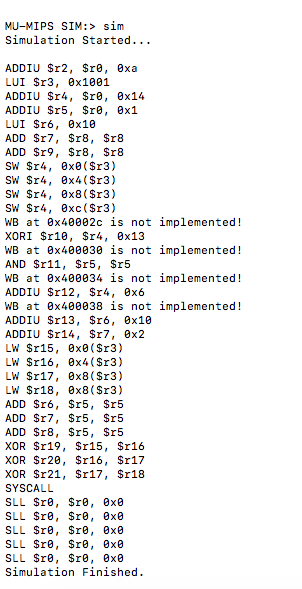 MU-MIPS SIM:> sim
Simulation Started...
ADDIU $r2, $r0, 0xa
LUI $r3, 0x1001
ADDIU $r4, $r0, 0x14
ADDIU $r5, $r0, 0x1
LUI $r6, 0x10
ADD $r7, $r8, $r8
ADD $r9, $r8, $r8
SW $r4, 0x0($r3)
SW $r4, 0x4($r3)
SW $r4, 0x8($r3)
SW $r4, 0xc($r3)
WB at 0x40002c is not implemented!
XORI $r10, $r4, 0x13
WB at 0x400030 is not implemented!
AND $r11, $r5, $r5
WB at 0x400034 is not implemented!
ADDIU $r12, $r4, 0x6
WB at 0x400038 is not implemented!
ADDIU $r13, $r6, 0x10
ADDIU $r14, $r7, 0x2
LW $r15, 0x0($r3)
LW $r16, 0x4($r3)
LW $r17, 0x8($r3)
LW $r18, 0x8($r3)
ADD $r6, $r5, $r5
ADD $r7, $r5, $r5
ADD $r8, $r5, $r5
XOR $r19, $r15, $r16
XOR $r20, $r16, $r17
XOR $r21, $r17, $r18
SYSCALL
SLL $r0, $r0, 0x0
SLL $r0, $r0, 0x0
SLL $r0, $r0, 0x0
SLL $r0, $r0, 0x0
SLL $r0, $r0, 0x0
Simulation Finished.